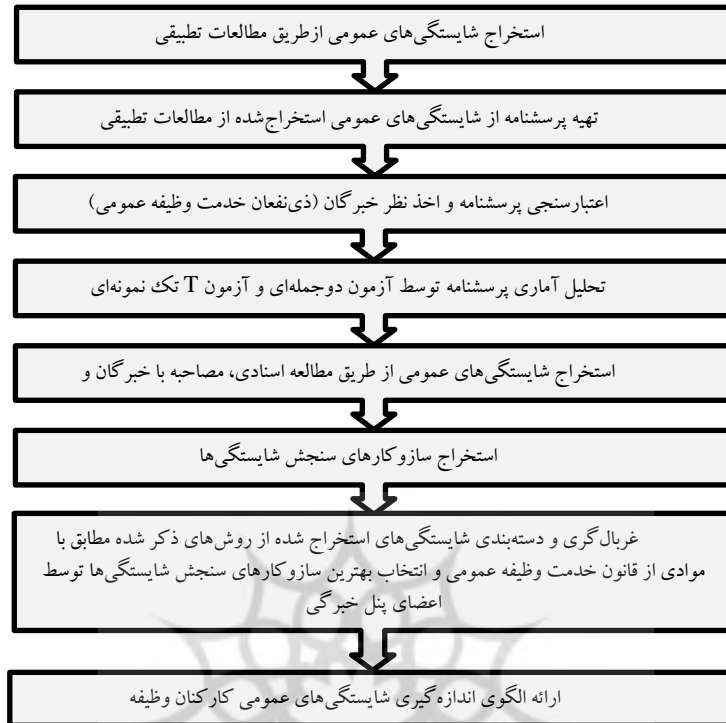 استخراج شایستگی‌های عمومی ازطریق مطالعات تطبیقی
تهیه پرسشنامه از شایستگی‌های عمومی استخراج‌شده از مطالعات تطبیقی
اعتبارسنجی پرسشنامه و اخذ نظر خبرگان (ذی‌نفعان خدمت وظیفه عمومی)
تحلیل آماری پرسشنامه توسط آزمون دوجمله‌ای و آزمون T تک نمونه‌ای
استخراج شایستگی‌های عمومی از طریق مطالعه اسنادی، مصاحبه با خبرگان و
استخراج سازوکارهای سنجش شایستگی‌ها
غربال‌گری و دسته‌بندی شایستگی‌های استخراج شده از روش‌های ذکر شده مطابق با
موادی از قانون خدمت وظیفه عمومی و انتخاب بهترین سازوکارهای سنجش شایستگی‌ها توسط
اعضای پنل خبرگی
ارائه الگوی اندازه‌گیری شایستگی‌های عمومی کارکنان وظیفه